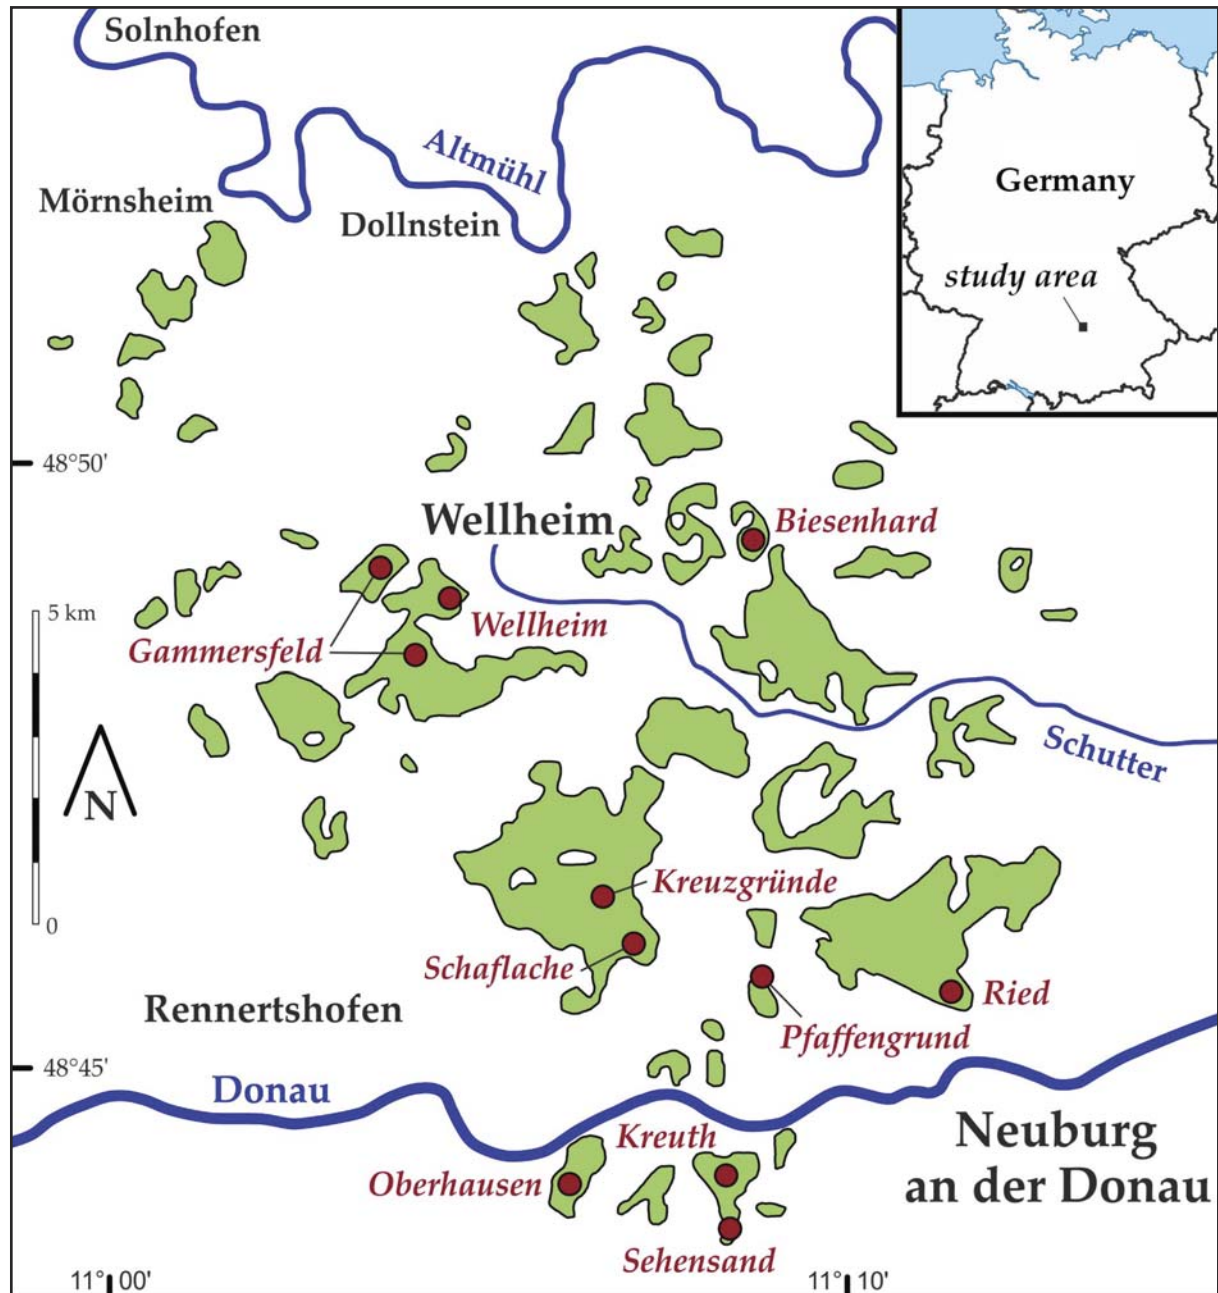 Solnhofen
Altmühl
Mörnsheim
Dollnstein
Germany
study area
48°50'
Wellheim
Biesenhard
5 km
Wellheim
Gammersfeld
Schutter
N
Kreuzgründe
0
Schaflache
Ried
Rennertshofen
Pfaffengrund
48°45'
Donau
Kreuth
Neuburg
an der Donau
Oberhausen
Sehensand
11° 00'
11° 10'